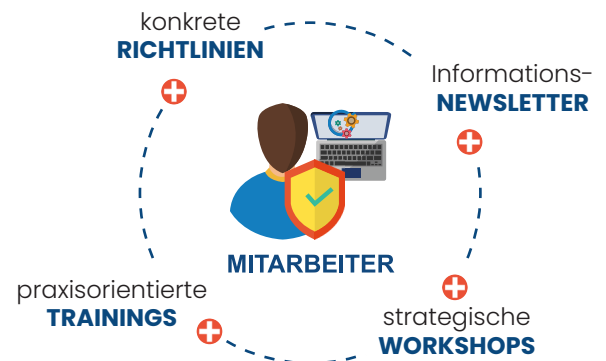 konkrete
RICHTLINIEN
Informations-
NEWSLETTER
MITARBEITER
praxisorientierte
TRAININGS
strategische
WORKSHOPS